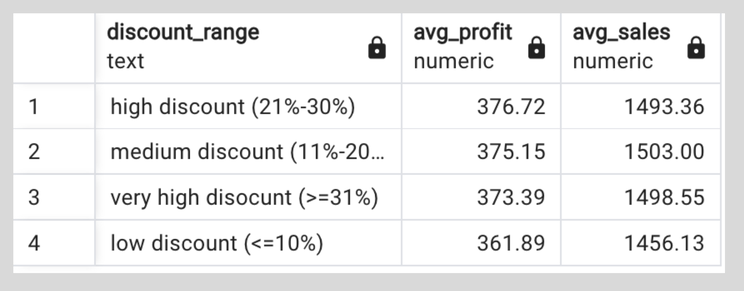 discount_range avg_profit avg_sales
text numeric numeric
1 high discount (21%-30%) 376.72 1493.36
2 medium discount (11%-20... 375.15 1503.00
3 very high disocunt (>=31%) 373.39 1498.55
4 low discount (<=10%) 361.89 1456.13